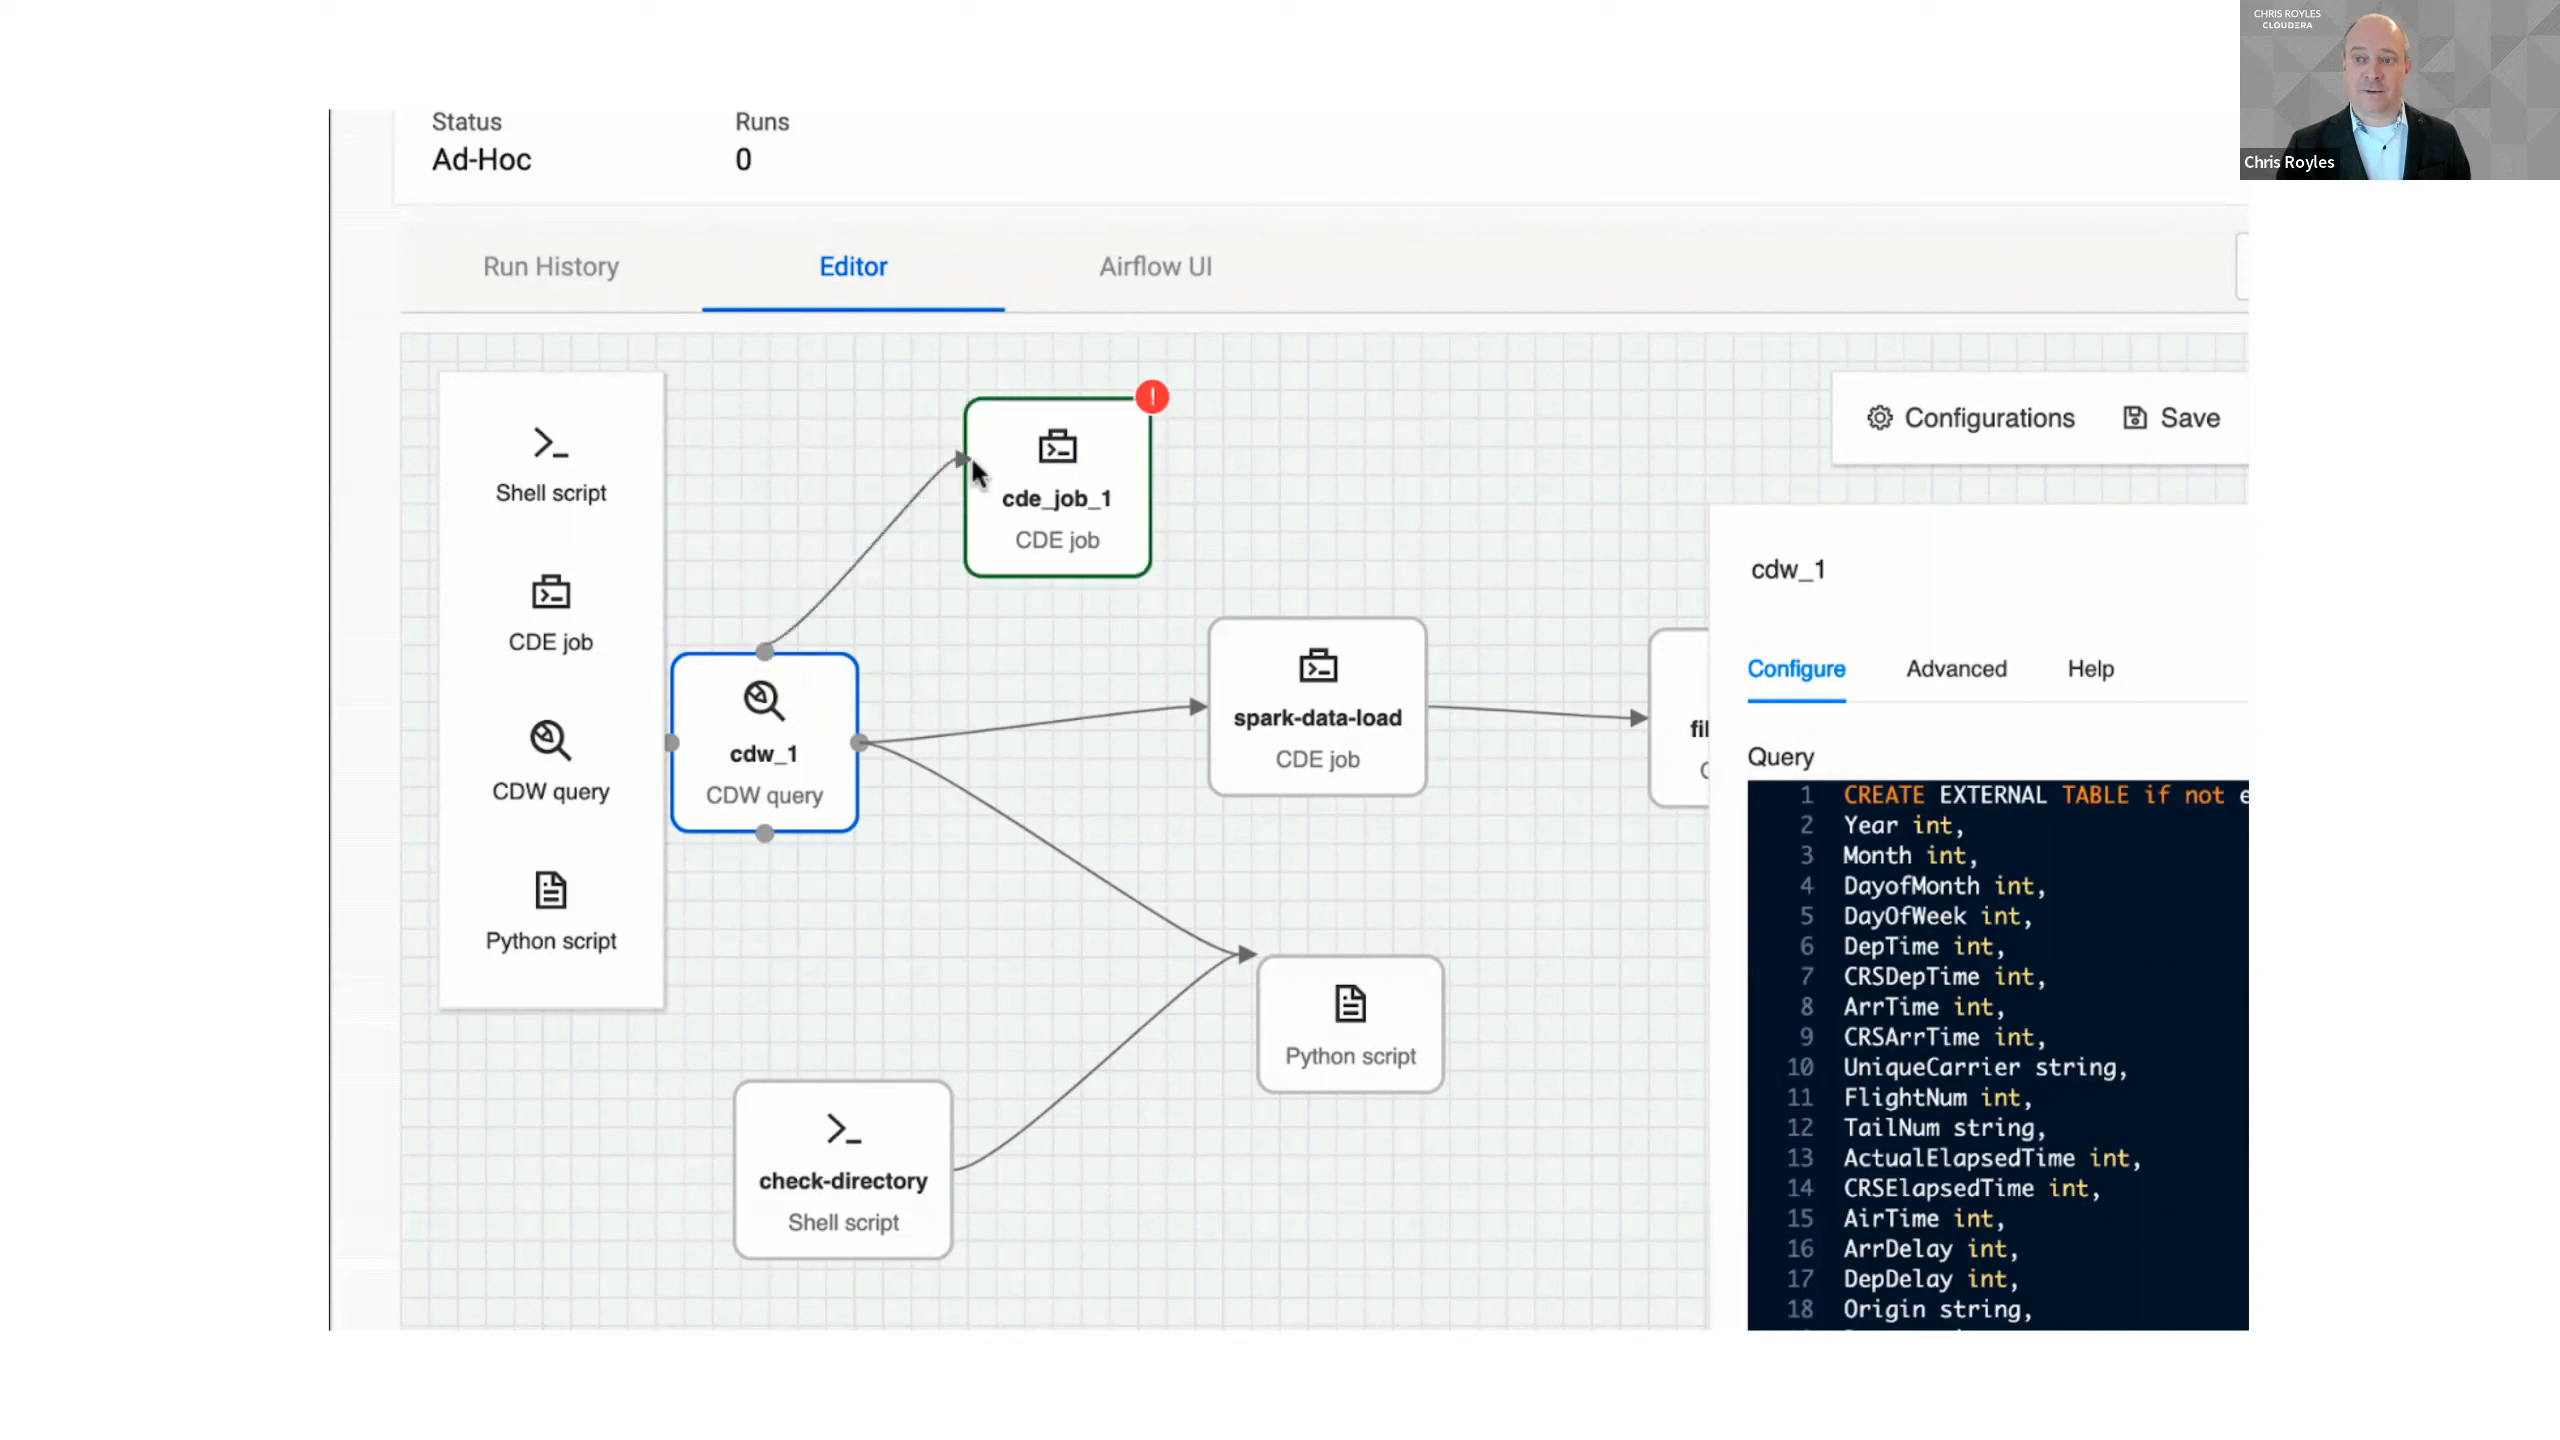 CHRIS ROYLES
CLOUDERA
Chris Royles
Status
Runs
Ad-Hoc
0
Run History
Editor
Airflow UI
Shell script
CDE job
CDW query
Python script
!
cde_job_1
CDE job
cdw_1
CDW query
spark-data-load
CDE job
fil
Python script
check-directory
Shell script
Configurations
Save
cdw_1
Configure
Advanced
Help
Query
1 CREATE EXTERNAL TABLE if not e
2 Year int,
3 Month int,
4 DayofMonth int,
5 DayOfWeek int,
6 DepTime int,
7 CRSDepTime int,
8 ArrTime int,
9 CRSArrTime int,
10 UniqueCarrier string,
11 FlightNum int,
12 TailNum string,
13 ActualElapsedTime int,
14 CRSElapsedTime int,
15 AirTime int,
16 ArrDelay int,
17 DepDelay int,
18 Origin string,